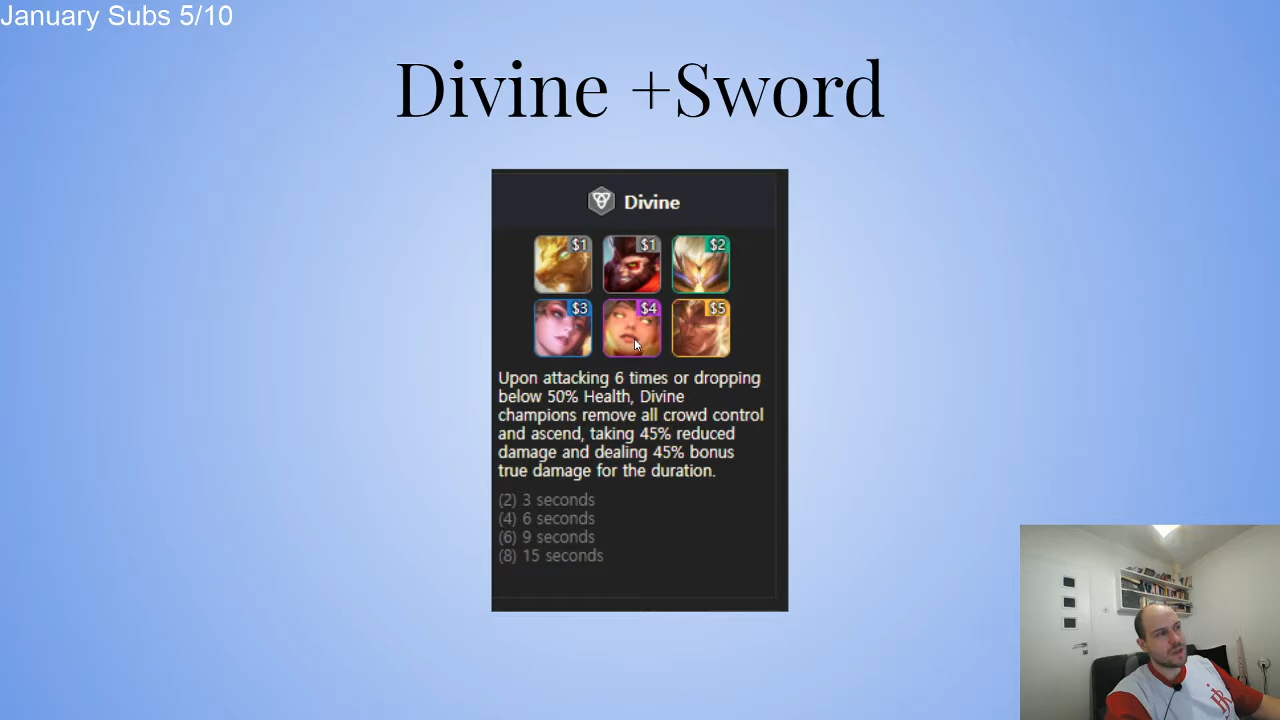 January Subs 5/10
Divine +Sword
Divine
$1 $1 $2
$3 $4 $5
Upon attacking 6 times or dropping
below 50% Health, Divine
champions remove all crowd control
and ascend, taking 45% reduced
damage and dealing 45% bonus
true damage for the duration.
(2) 3 seconds
(4) 6 seconds
(6) 9 seconds
(8) 15 seconds